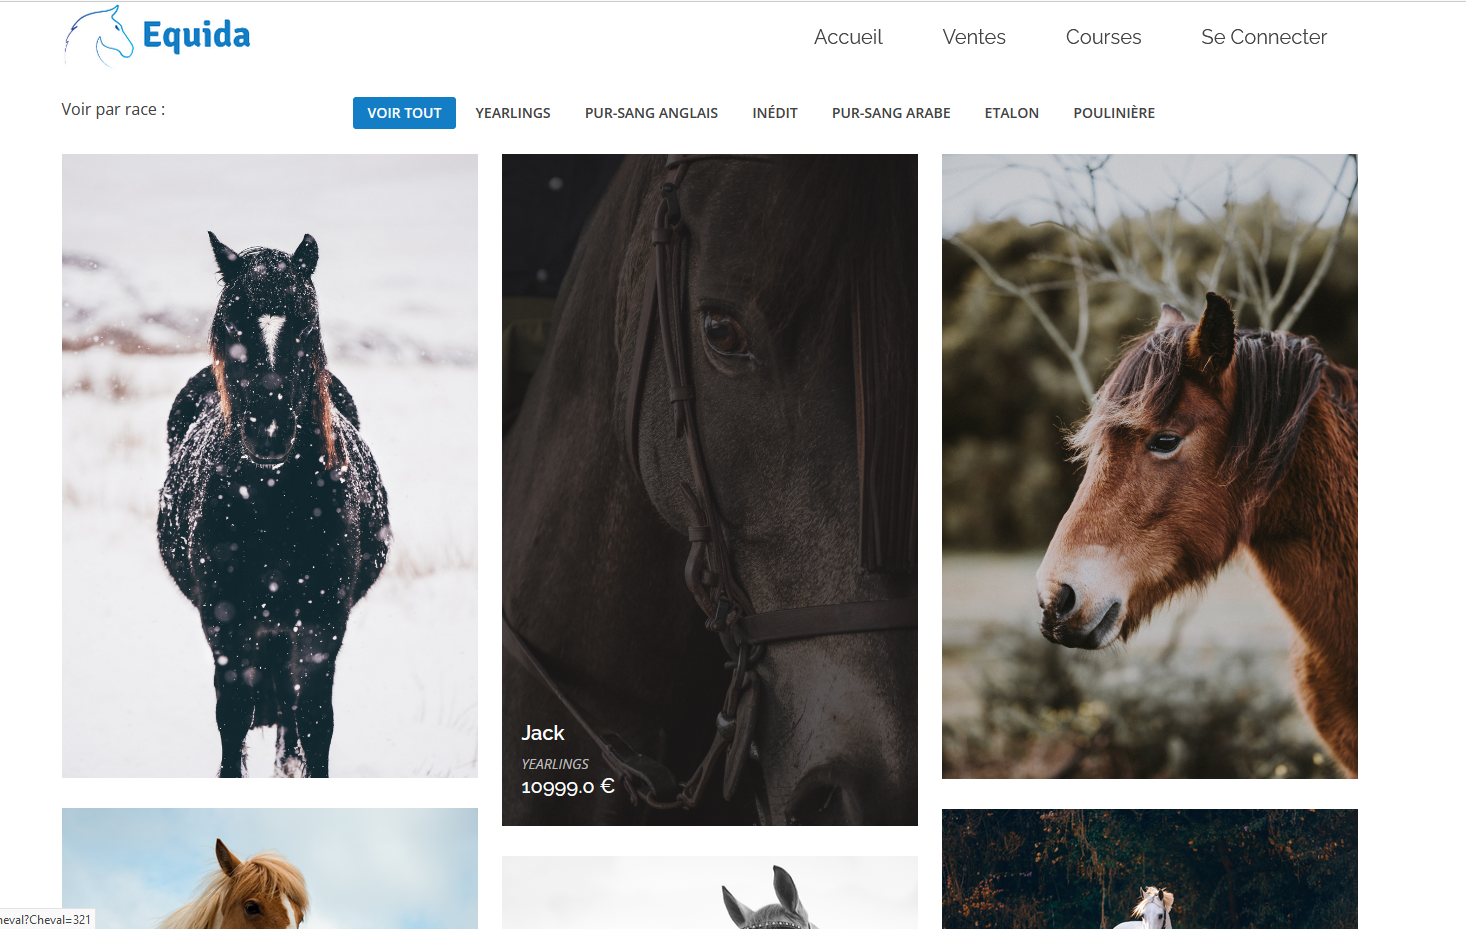 Equida
Accueil Ventes Courses Se Connecter
Voir par race :
VOIR TOUT YEARLINGS PUR-SANG ANGLAIS INÉDIT PUR-SANG ARABE ETALON POULINIÈRE
Jack
YEARLINGS
10999.0 €
heval?Cheval=321